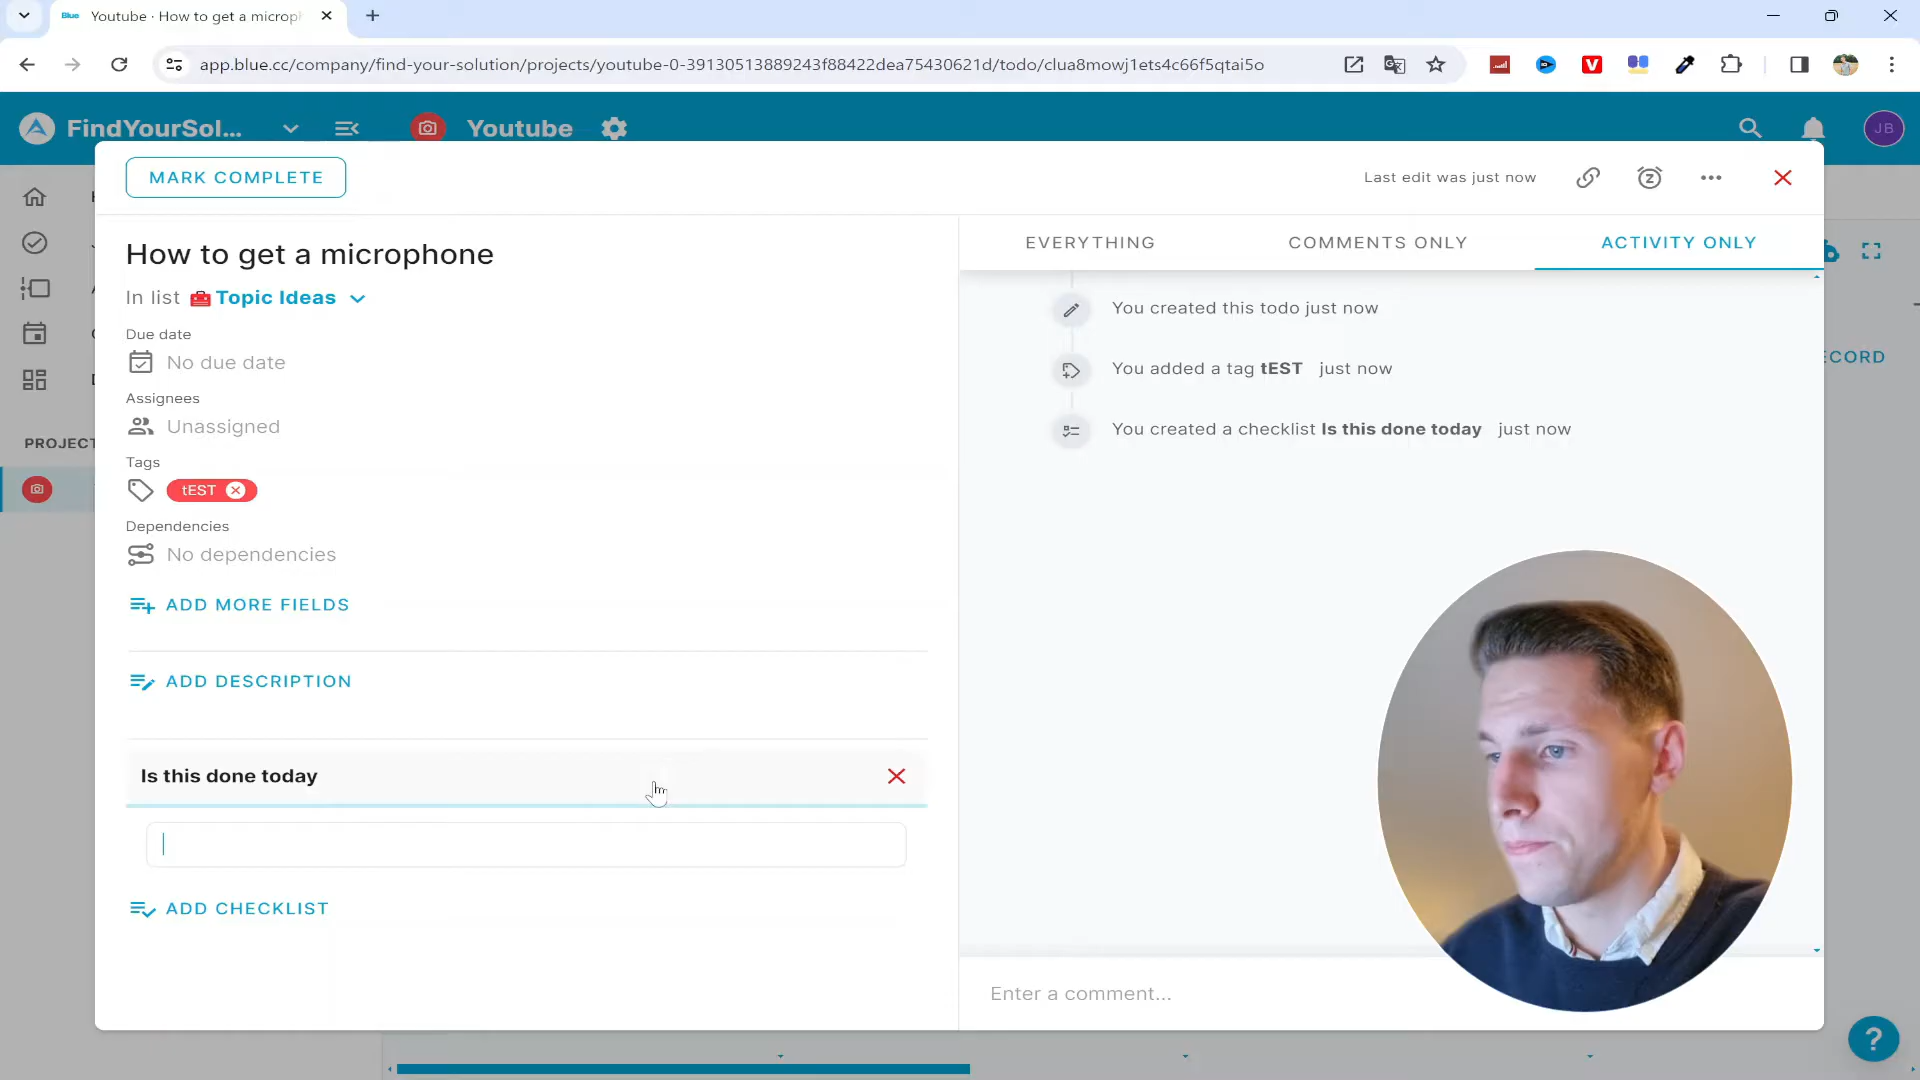 Blue
Youtube · How to get a microph
app.blue.cc/company/find-your-solution/projects/youtube-0-39130513889243f88422dea75430621d/todo/clua8mowj1ets4c66f5qtai5o
FindYourSol...
Youtube
JB
MARK COMPLETE
Last edit was just now
How to get a microphone
In list Topic Ideas
Due date
No due date
Assignees
Unassigned
Tags
tEST
Dependencies
No dependencies
ADD MORE FIELDS
ADD DESCRIPTION
Is this done today
ADD CHECKLIST
EVERYTHING
COMMENTS ONLY
ACTIVITY ONLY
You created this todo just now
You added a tag tEST just now
You created a checklist Is this done today just now
Enter a comment...
PROJECT
ECORD
?